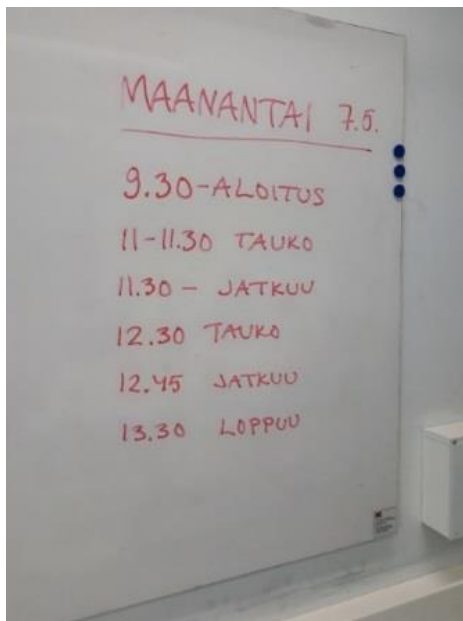 MAANANTAI 7.5.
9.30-ALOITUS
11-11.30 TAUKO
11.30 - JATKUU
12.30 TAUKO
12.45 JATKUU
13.30 LOPPUU